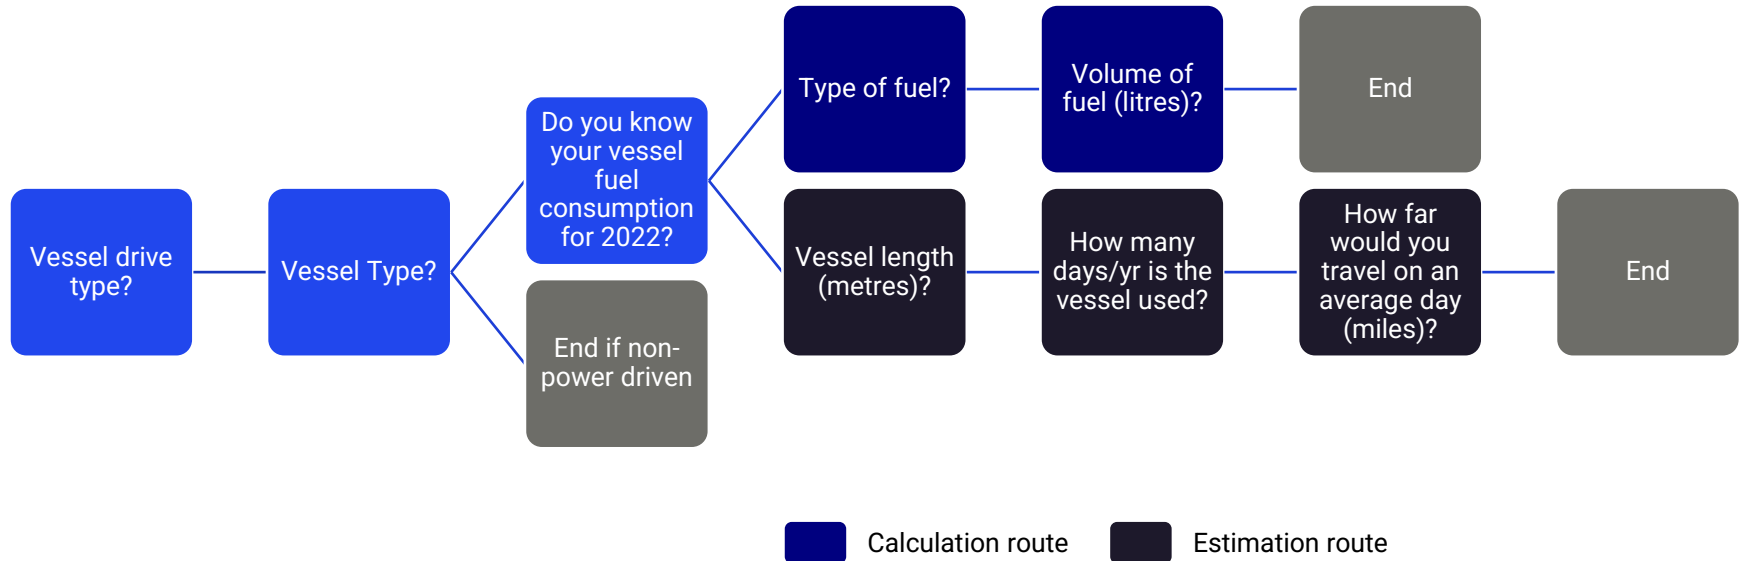 Vessel drive
type?
Vessel Type?
Do you know
your vessel
fuel
consumption
for 2022?
End if non-
power driven
Type of fuel?
Volume of
fuel (litres)?
End
Vessel length
(metres)?
How many
days/yr is the
vessel used?
How far
would you
travel on an
average day
(miles)?
End
Calculation route
Estimation route